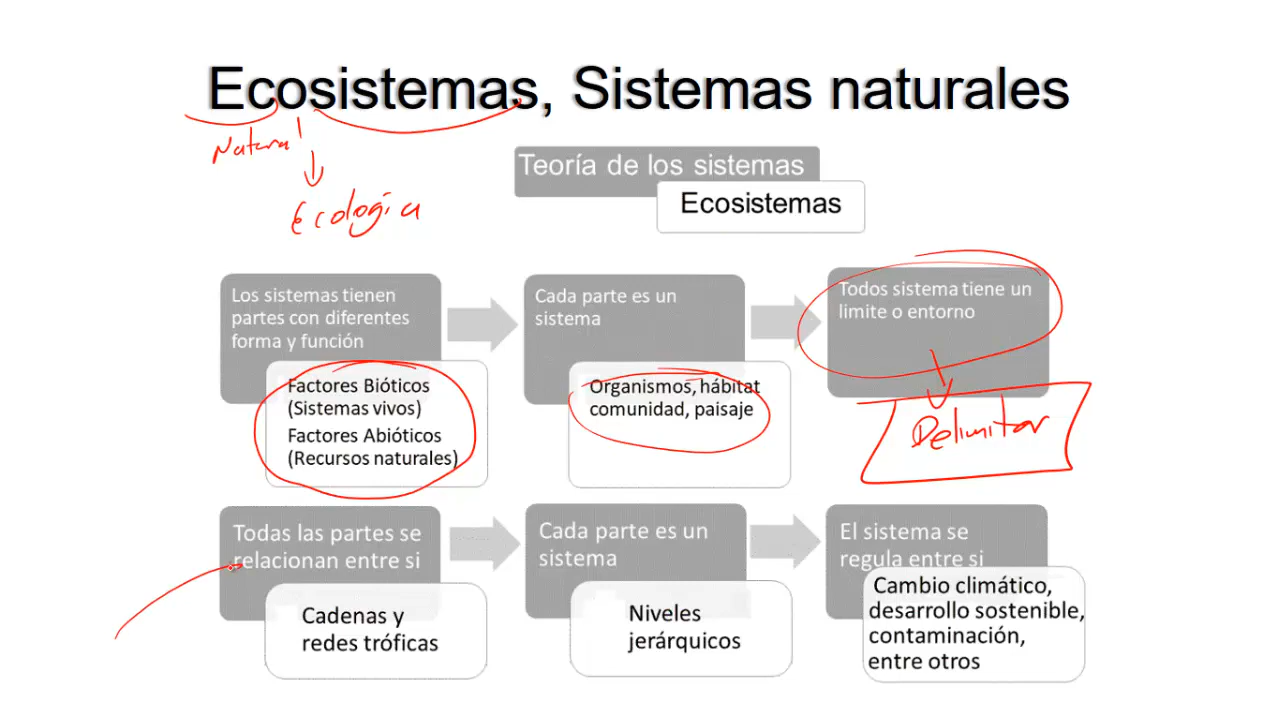 Ecosistemas, Sistemas naturales
Natural
Ecológica
Teoría de los sistemas
Ecosistemas
Los sistemas tienen
partes con diferentes
forma y función
Factores Bióticos
(Sistemas vivos)
Factores Abióticos
(Recursos naturales)
Cada parte es un
sistema
Organismos, hábitat
comunidad, paisaje
Todos sistema tiene un
limite o entorno
Delimitar
Todas las partes se
relacionan entre si
Cadenas y
redes tróficas
Cada parte es un
sistema
Niveles
jerárquicos
El sistema se
regula entre si
Cambio climático,
desarrollo sostenible,
contaminación,
entre otros